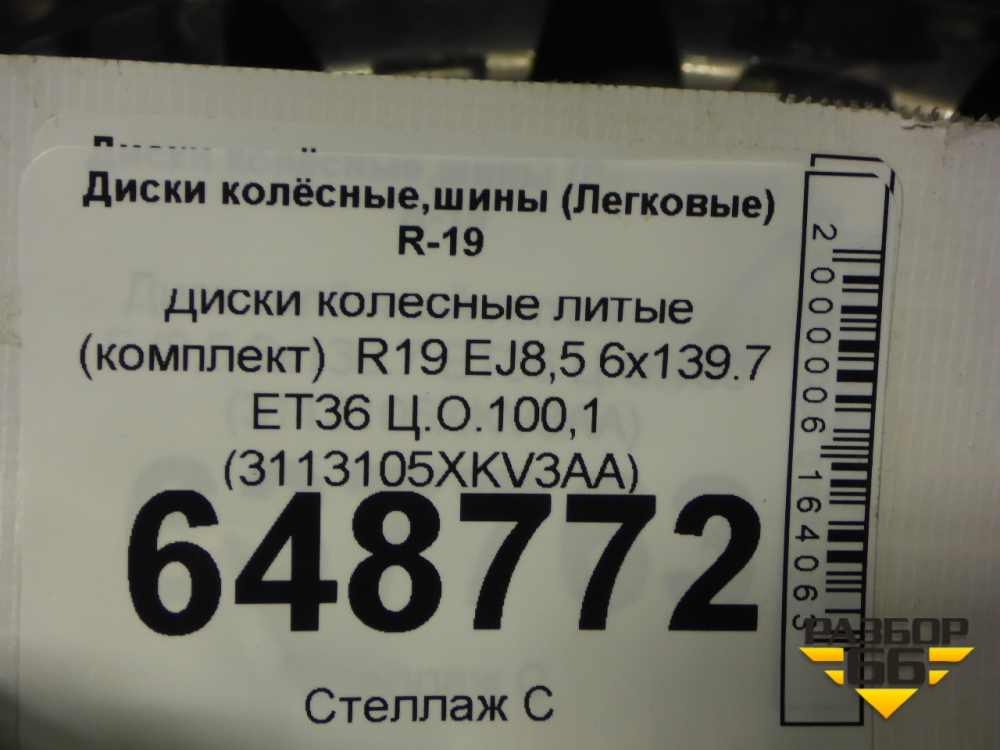 Диски колёсные,шины (Легковые)
R-19
диски колесные литые
(комплект) R19 EJ8,5 6x139.7
ET36 Ц.О.100,1
(3113105XKV3AA)
648772
Стеллаж С
2000006164063
РАЗБОР
66